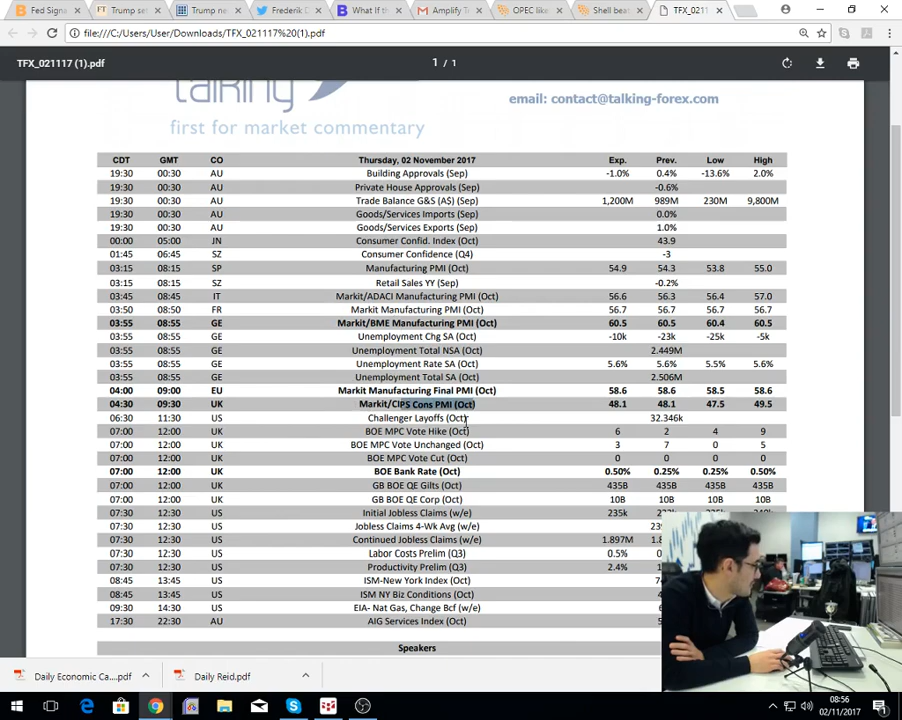 Fed Signa
Trump se
Trump ne
Frederik D
What If th
Amplify T
OPEC like
Shell bea
TFX_0211
file:///C:/Users/User/Downloads/TFX_021117%20(1).pdf
TFX_021117 (1).pdf
1 / 1
talking
email: contact@talking-forex.com
first for market commentary
CDT GMT CO Thursday, 02 November 2017 Exp. Prev. Low High
19:30 00:30 AU Building Approvals (Sep) -1.0% 0.4% -13.6% 2.0%
19:30 00:30 AU Private House Approvals (Sep) -0.6%
19:30 00:30 AU Trade Balance G&S (A$) (Sep) 1,200M 989M 230M 9,800M
19:30 00:30 AU Goods/Services Imports (Sep) 0.0%
19:30 00:30 AU Goods/Services Exports (Sep) 1.0%
00:00 05:00 JN Consumer Confid. Index (Oct) 43.9
01:45 06:45 SZ Consumer Confidence (Q4) -3
03:15 08:15 SP Manufacturing PMI (Oct) 54.9 54.3 53.8 55.0
03:15 08:15 SZ Retail Sales YY (Sep) -0.2%
03:45 08:45 IT Markit/ADACI Manufacturing PMI (Oct) 56.6 56.3 56.4 57.0
03:50 08:50 FR Markit Manufacturing PMI (Oct) 56.7 56.7 56.7 56.7
03:55 08:55 GE Markit/BME Manufacturing PMI (Oct) 60.5 60.5 60.4 60.5
03:55 08:55 GE Unemployment Chg SA (Oct) -10k -23k -25k -5k
03:55 08:55 GE Unemployment Total NSA (Oct) 2.449M
03:55 08:55 GE Unemployment Rate SA (Oct) 5.6% 5.6% 5.5% 5.6%
03:55 08:55 GE Unemployment Total SA (Oct) 2.506M
04:00 09:00 EU Markit Manufacturing Final PMI (Oct) 58.6 58.6 58.5 58.6
04:30 09:30 UK Markit/CIPS Cons PMI (Oct) 48.1 48.1 47.5 49.5
06:30 11:30 US Challenger Layoffs (Oct) 32.346k
07:00 12:00 UK BOE MPC Vote Hike (Oct) 6 2 4 9
07:00 12:00 UK BOE MPC Vote Unchanged (Oct) 3 7 0 5
07:00 12:00 UK BOE MPC Vote Cut (Oct) 0 0 0 0
07:00 12:00 UK BOE Bank Rate (Oct) 0.50% 0.25% 0.25% 0.50%
07:00 12:00 UK GB BOE QE Gilts (Oct) 435B 435B 435B 435B
07:00 12:00 UK GB BOE QE Corp (Oct) 10B 10B 10B 10B
07:30 12:30 US Initial Jobless Claims (w/e) 235k
07:30 12:30 US Jobless Claims 4-Wk Avg (w/e)
07:30 12:30 US Continued Jobless Claims (w/e) 1.897M
07:30 12:30 US Labor Costs Prelim (Q3) 0.5%
07:30 12:30 US Productivity Prelim (Q3) 2.4%
08:45 13:45 US ISM-New York Index (Oct)
08:45 13:45 US ISM NY Biz Conditions (Oct)
09:30 14:30 US EIA- Nat Gas, Change Bcf (w/e)
17:30 22:30 AU AIG Services Index (Oct)
Speakers
Daily Economic Ca....pdf
Daily Reid.pdf
08:56
02/11/2017